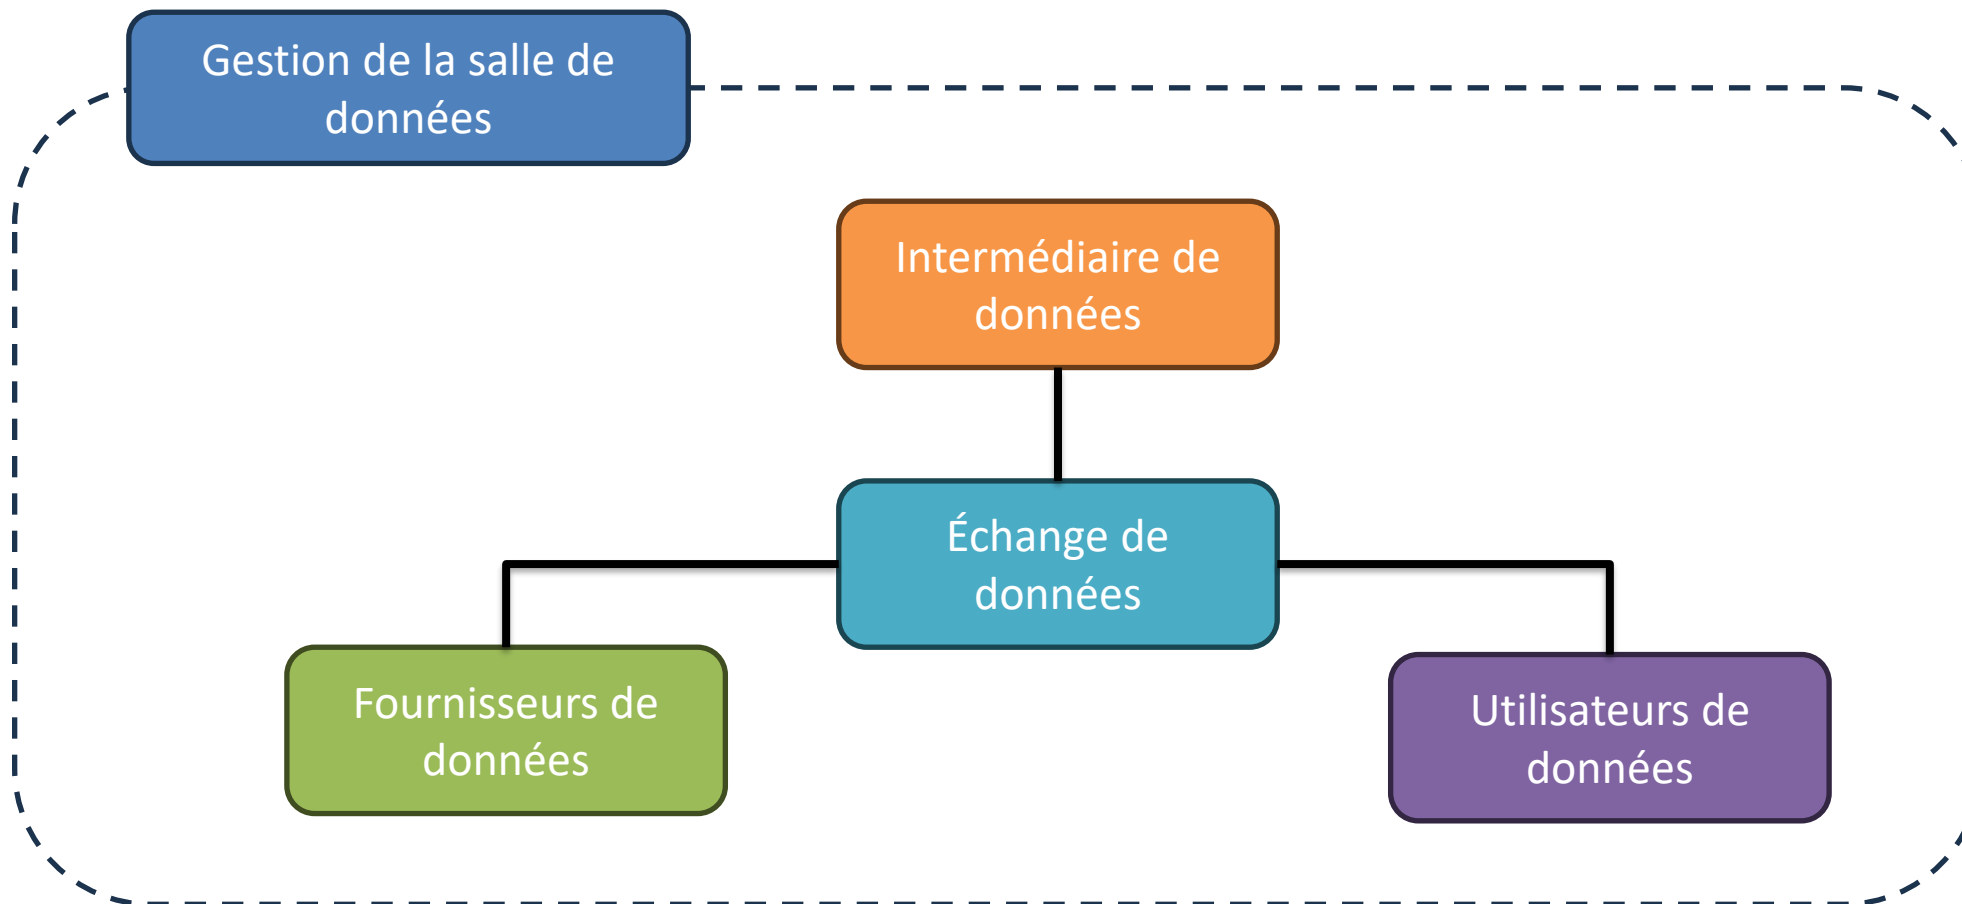 Gestion de la salle de
données
Intermédiaire de
données
Échange de
données
Fournisseurs de
données
Utilisateurs de
données